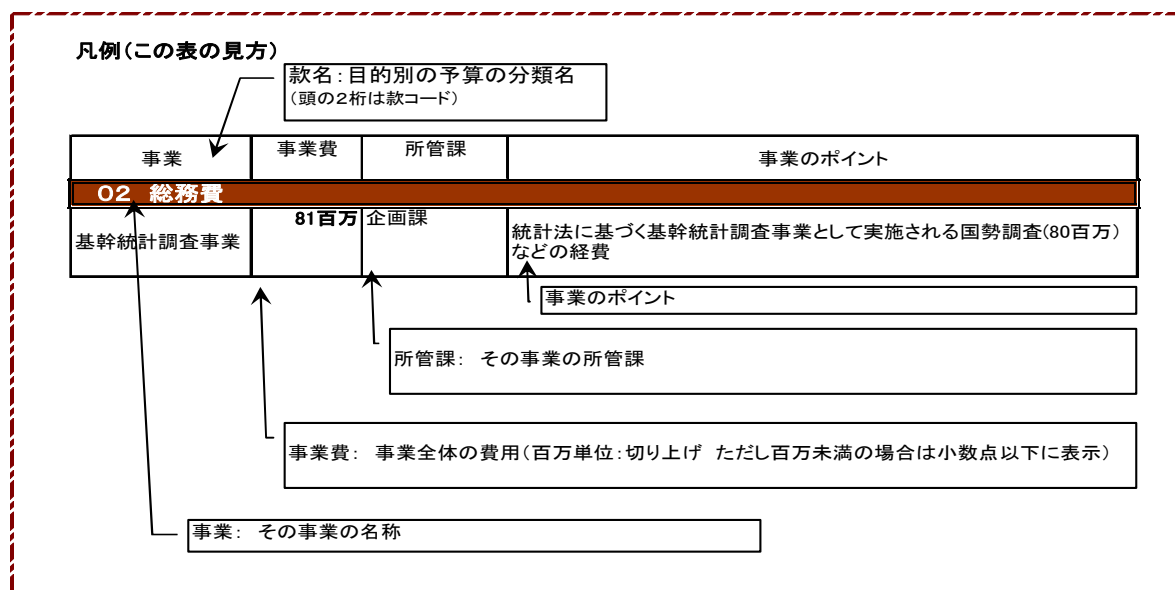 凡例(この表の見方)
款名:目的別の予算の分類名
(頭の2桁は款コード)
事業 事業費 所管課 事業のポイント
02 総務費
基幹統計調査事業 81百万 企画課 統計法に基づく基幹統計調査事業として実施される国勢調査(80百万)
などの経費
事業のポイント
所管課: その事業の所管課
事業費: 事業全体の費用(百万単位:切り上げ ただし百万未満の場合は小数点以下に表示)
事業: その事業の名称